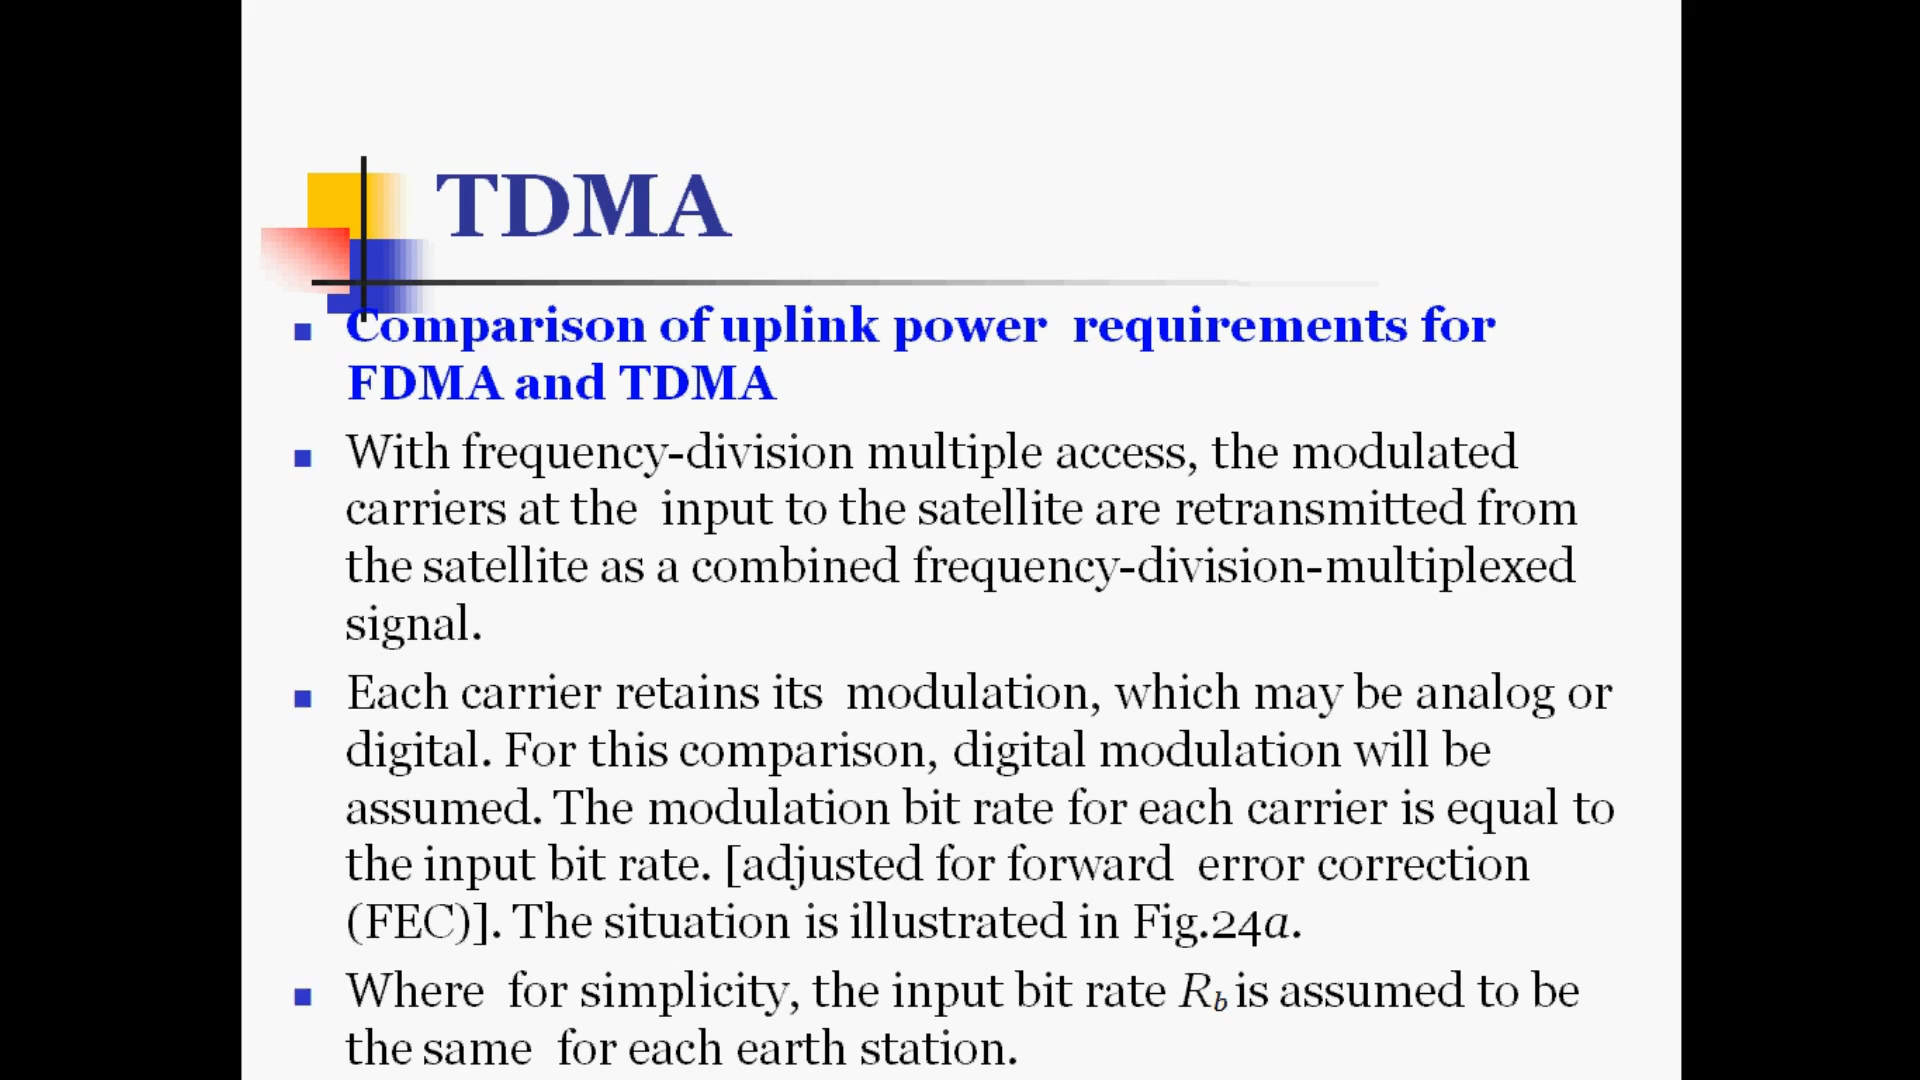 TDMA
Comparison of uplink power requirements for
FDMA and TDMA
With frequency-division multiple access, the modulated
carriers at the input to the satellite are retransmitted from
the satellite as a combined frequency-division-multiplexed
signal.
Each carrier retains its modulation, which may be analog or
digital. For this comparison, digital modulation will be
assumed. The modulation bit rate for each carrier is equal to
the input bit rate. [adjusted for forward error correction
(FEC)]. The situation is illustrated in Fig.24a.
Where for simplicity, the input bit rate R_b is assumed to be
the same for each earth station.